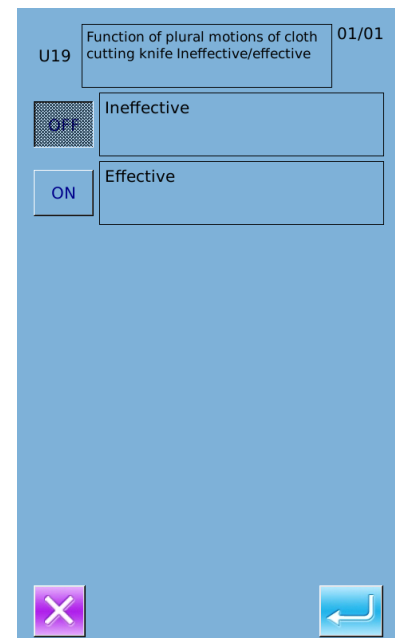 U19
Function of plural motions of cloth
cutting knife Ineffective/effective
01/01
OFF
Ineffective
ON
Effective